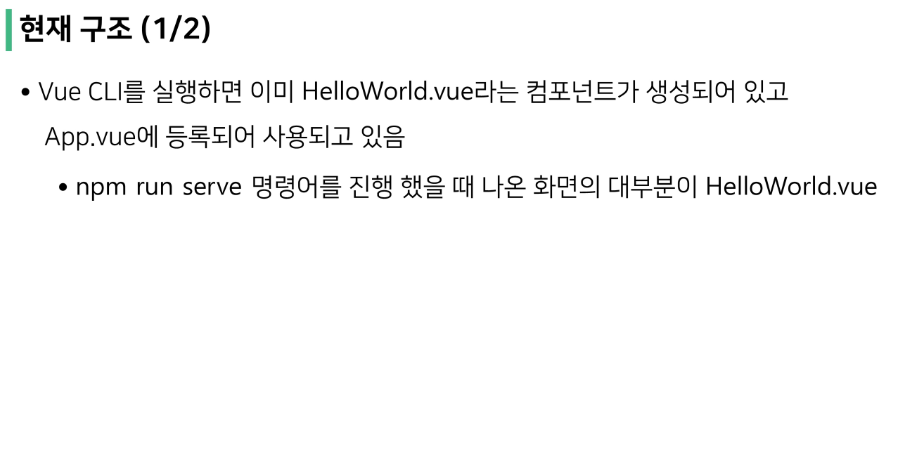 현재 구조 (1/2)
• Vue CLI를 실행하면 이미 HelloWorld.vue라는 컴포넌트가 생성되어 있고
App.vue에 등록되어 사용되고 있음
• npm run serve 명령어를 진행 했을 때 나온 화면의 대부분이 HelloWorld.vue